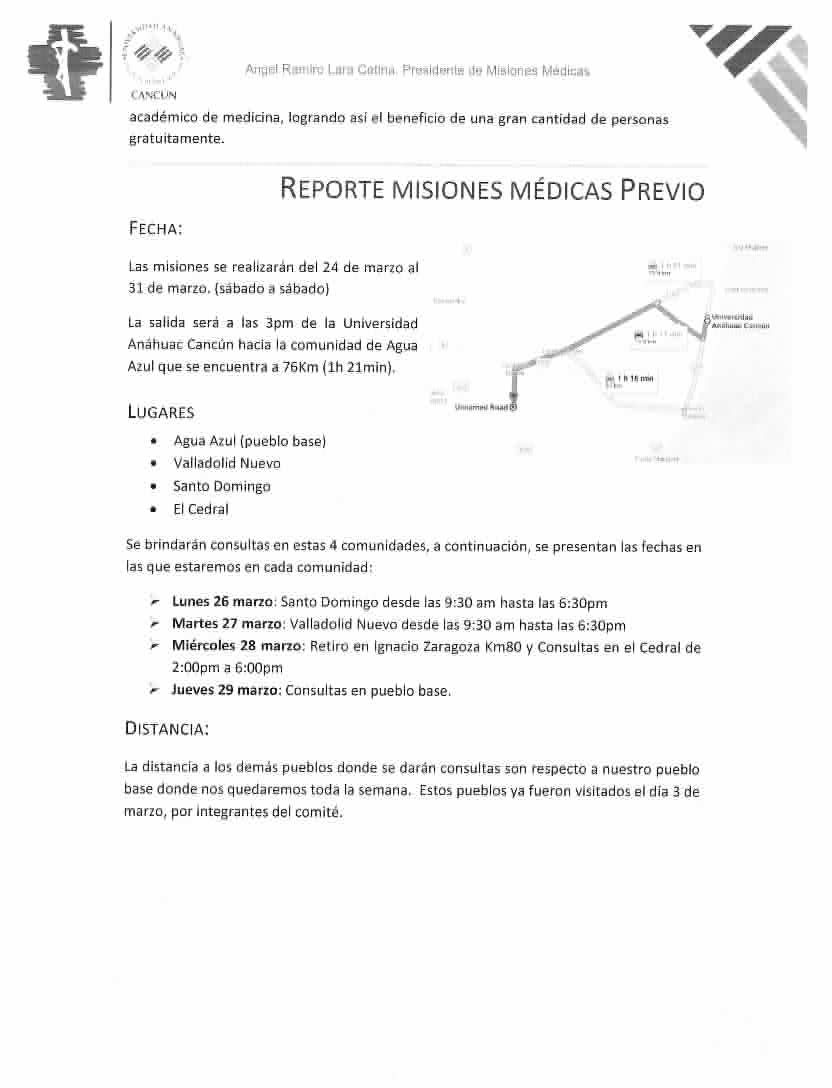 CANCÚN
Angel Ramiro Lara Cetina. Presidente de Misiones Médicas
académico de medicina, logrando así el beneficio de una gran cantidad de personas
gratuitamente.
REPORTE MISIONES MÉDICAS PREVIO
FECHA:
Las misiones se realizarán del 24 de marzo al
31 de marzo. (sábado a sábado)
La salida será a las 3pm de la Universidad
Anáhuac Cancún hacia la comunidad de Agua
Azul que se encuentra a 76Km (1h 21min).
Universidad
Anáhuac Cancún
1 h 16 min
Unnamed Road
LUGARES
• Agua Azul (pueblo base)
• Valladolid Nuevo
• Santo Domingo
• El Cedral
Se brindarán consultas en estas 4 comunidades, a continuación, se presentan las fechas en
las que estaremos en cada comunidad:
➢ Lunes 26 marzo: Santo Domingo desde las 9:30 am hasta las 6:30pm
➢ Martes 27 marzo: Valladolid Nuevo desde las 9:30 am hasta las 6:30pm
➢ Miércoles 28 marzo: Retiro en Ignacio Zaragoza Km80 y Consultas en el Cedral de
2:00pm a 6:00pm
➢ Jueves 29 marzo: Consultas en pueblo base.
DISTANCIA:
La distancia a los demás pueblos donde se darán consultas son respecto a nuestro pueblo
base donde nos quedaremos toda la semana. Estos pueblos ya fueron visitados el día 3 de
marzo, por integrantes del comité.